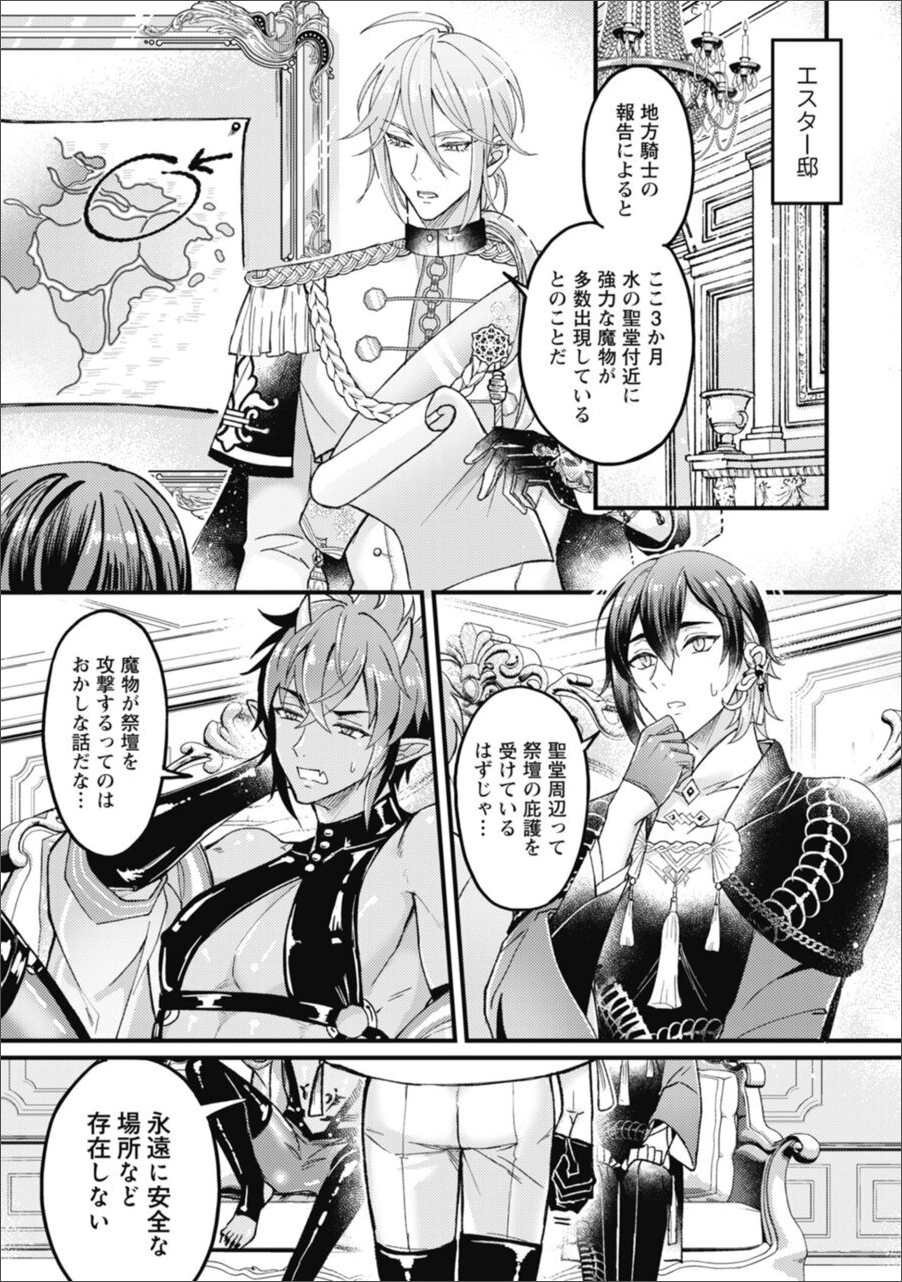 エスター邸
地方騎士の
報告によると
ここ3か月
水の聖堂付近に
強力な魔物が
多数出現している
とのことだ
聖堂周辺って
祭壇の庇護を
受けている
はずじゃ…
魔物が祭壇を
攻撃するってのは
おかしな話だな…
永遠に安全な
場所など
存在しない